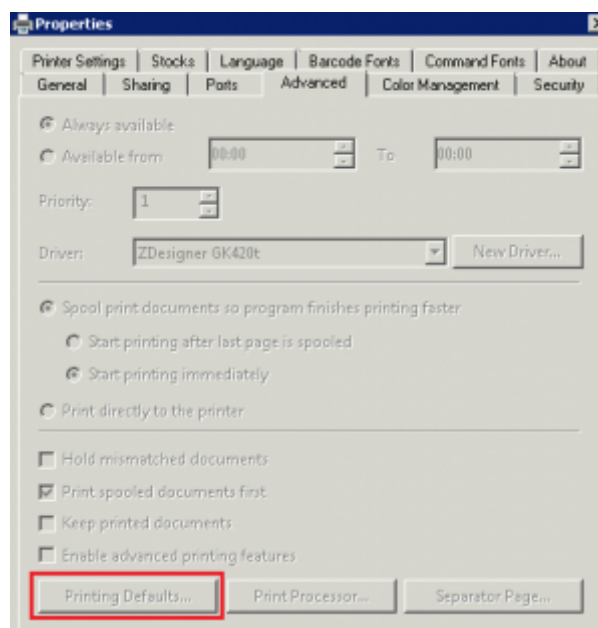 Properties
Printer Settings Stocks Language Barcode Fonts Command Fonts About
General Sharing Ports Advanced Color Management Security
Always available
Available from 00:00 To 00:00
Priority: 1
Driver: ZDesigner GK420t New Driver...
Spool print documents so program finishes printing faster
Start printing after last page is spooled
Start printing immediately
Print directly to the printer
Hold mismatched documents
Print spooled documents first
Keep printed documents
Enable advanced printing features
Printing Defaults... Print Processor... Separator Page...